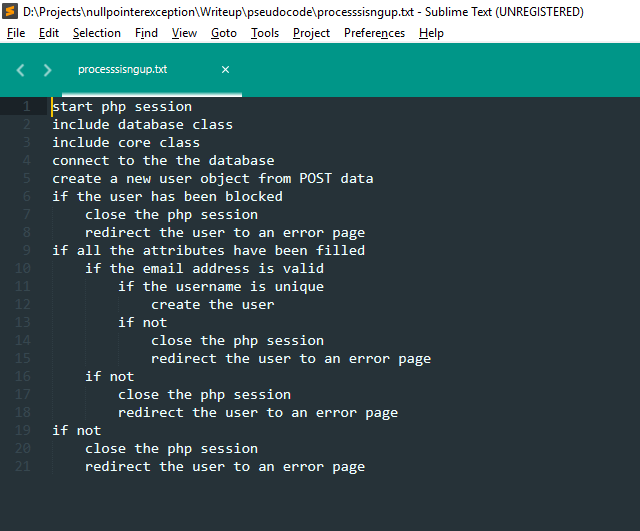 D:\Projects\nullpointerexception\Writeup\pseudocode\processsisngup.txt - Sublime Text (UNREGISTERED)
File Edit Selection Find View Goto Tools Project Preferences Help
processsisngup.txt ×
1 start php session
2 include database class
3 include core class
4 connect to the the database
5 create a new user object from POST data
6 if the user has been blocked
7 close the php session
8 redirect the user to an error page
9 if all the attributes have been filled
10 if the email address is valid
11 if the username is unique
12 create the user
13 if not
14 close the php session
15 redirect the user to an error page
16 if not
17 close the php session
18 redirect the user to an error page
19 if not
20 close the php session
21 redirect the user to an error page